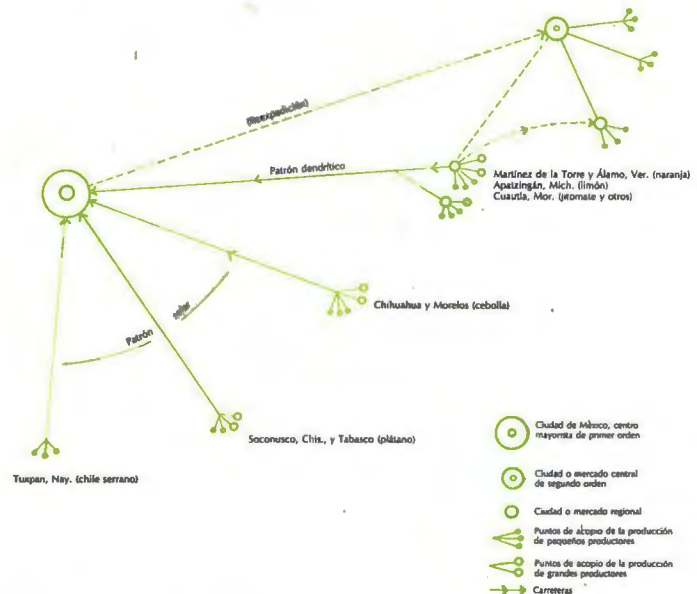 (Reexpedición)
Patrón dendrítico
Martínez de la Torre y Álamo, Ver. (naranja)
Apatzingán, Mich. (limón)
Cuautla, Mor. (jitomate y otros)
Patrón solar
Chihuahua y Morelos (cebolla)
Soconusco, Chis., y Tabasco (plátano)
Tuxpan, Nay. (chile serrano)
Ciudad de México, centro
mayorista de primer orden
Ciudad o mercado central
de segundo orden
Ciudad o mercado regional
Puntos de acopio de la producción
de pequeños productores
Puntos de acopio de la producción
de grandes productores
Carreteras